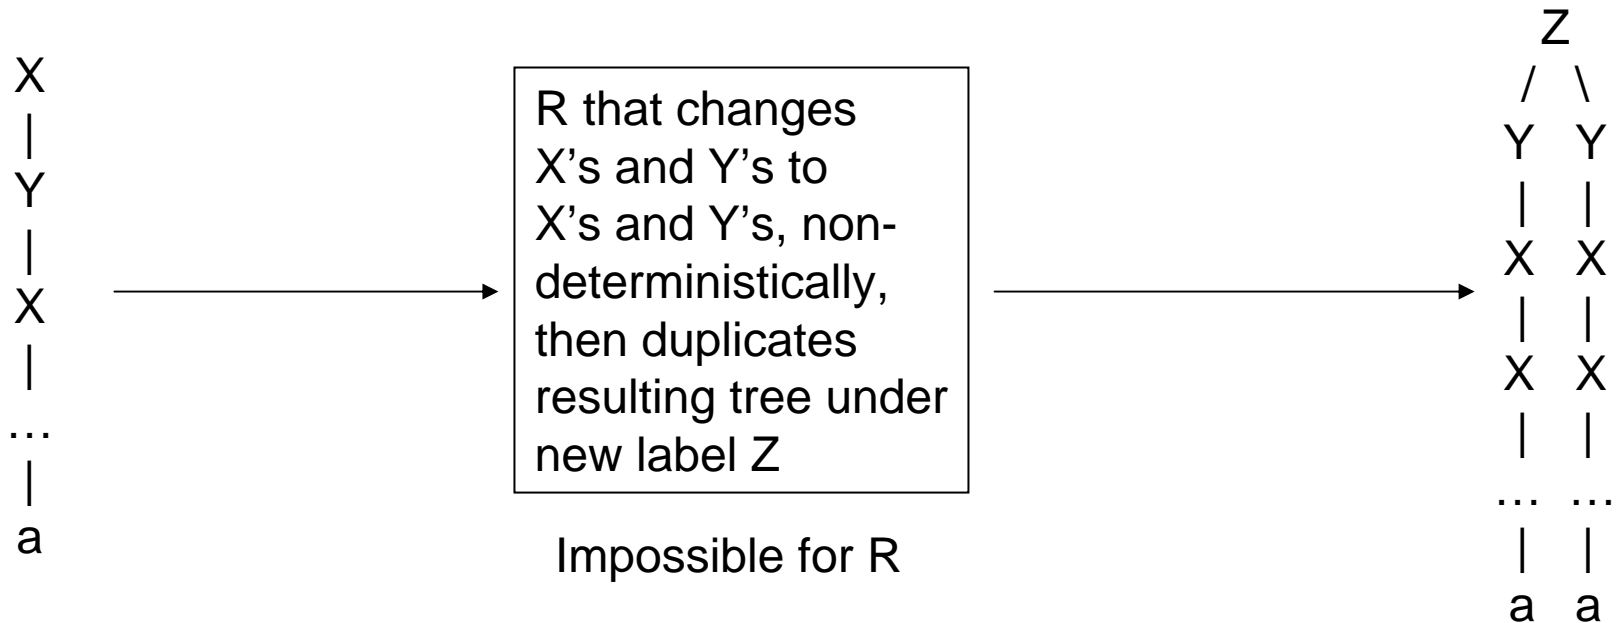 X
|
Y
|
X
|
…
|
a
R that changes
X’s and Y’s to
X’s and Y’s, non-
deterministically,
then duplicates
resulting tree under
new label Z
Impossible for R
Z
/ \
Y Y
| |
X X
| |
X X
| |
… …
| |
a a